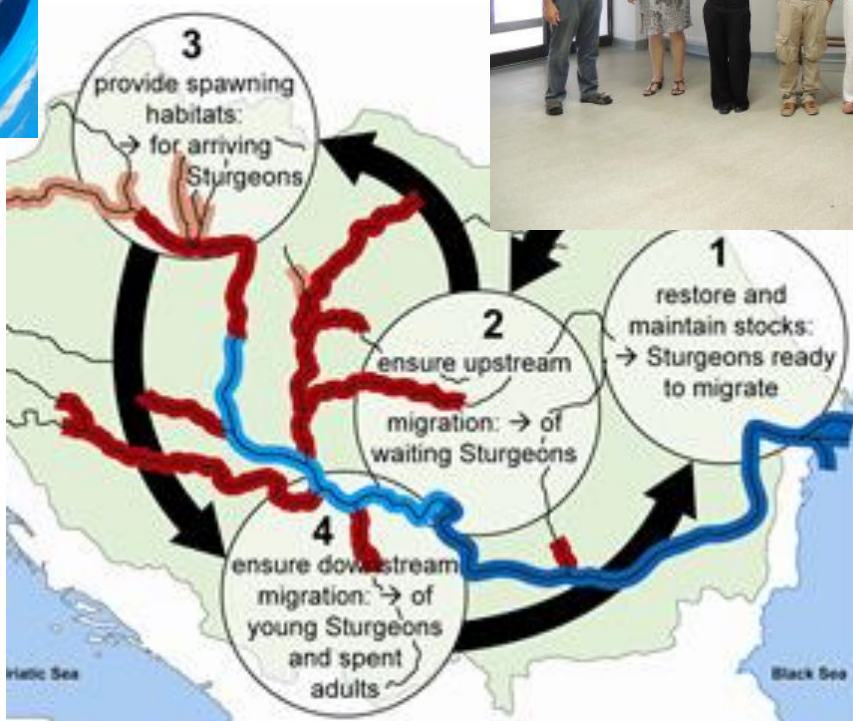 3
provide spawning
habitats:
→ for arriving
Sturgeons
1
restore and
maintain stocks:
→ Sturgeons ready
to migrate
2
ensure upstream
migration: → of
waiting Sturgeons
4
ensure downstream
migration: → of
young Sturgeons
and spent
adults
riatic Sea
Black Sea